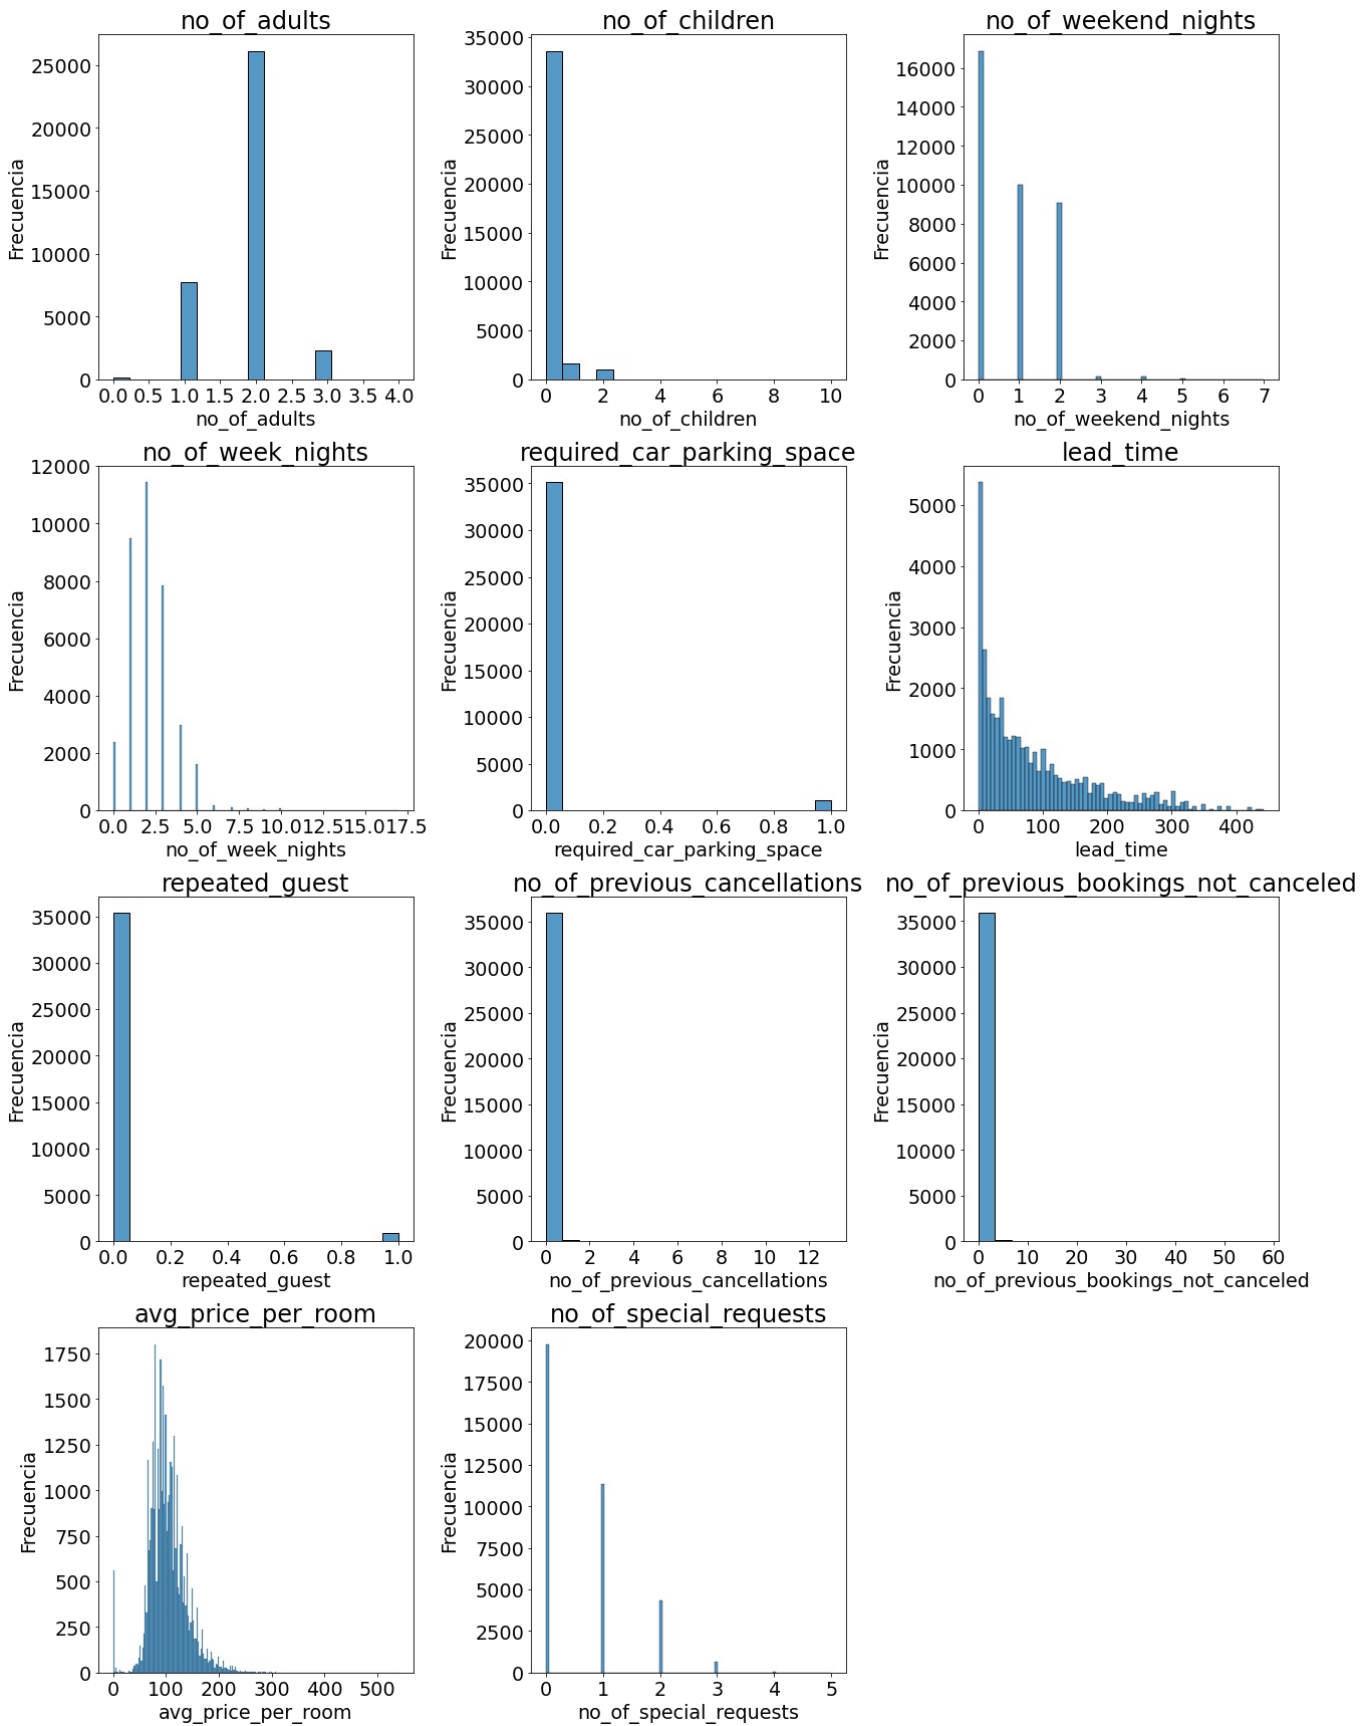 no_of_adults
25000
20000
15000
10000
5000
0
Frecuencia
0.0 0.5 1.0 1.5 2.0 2.5 3.0 3.5 4.0
no_of_adults
no_of_children
35000
30000
25000
20000
15000
10000
5000
0
Frecuencia
0 2 4 6 8 10
no_of_children
no_of_weekend_nights
16000
14000
12000
10000
8000
6000
4000
2000
0
Frecuencia
0 1 2 3 4 5 6 7
no_of_weekend_nights
no_of_week_nights
12000
10000
8000
6000
4000
2000
0
Frecuencia
0.0 2.5 5.0 7.5 10.0 12.5 15.0 17.5
no_of_week_nights
required_car_parking_space
35000
30000
25000
20000
15000
10000
5000
0
Frecuencia
0.0 0.2 0.4 0.6 0.8 1.0
required_car_parking_space
lead_time
5000
4000
3000
2000
1000
0
Frecuencia
0 100 200 300 400
lead_time
repeated_guest
35000
30000
25000
20000
15000
10000
5000
0
Frecuencia
0.0 0.2 0.4 0.6 0.8 1.0
repeated_guest
no_of_previous_cancellations
35000
30000
25000
20000
15000
10000
5000
0
Frecuencia
0 2 4 6 8 10 12
no_of_previous_cancellations
no_of_previous_bookings_not_canceled
35000
30000
25000
20000
15000
10000
5000
0
Frecuencia
0 10 20 30 40 50 60
no_of_previous_bookings_not_canceled
avg_price_per_room
1750
1500
1250
1000
750
500
250
0
Frecuencia
0 100 200 300 400 500
avg_price_per_room
no_of_special_requests
20000
17500
15000
12500
10000
7500
5000
2500
0
Frecuencia
0 1 2 3 4 5
no_of_special_requests